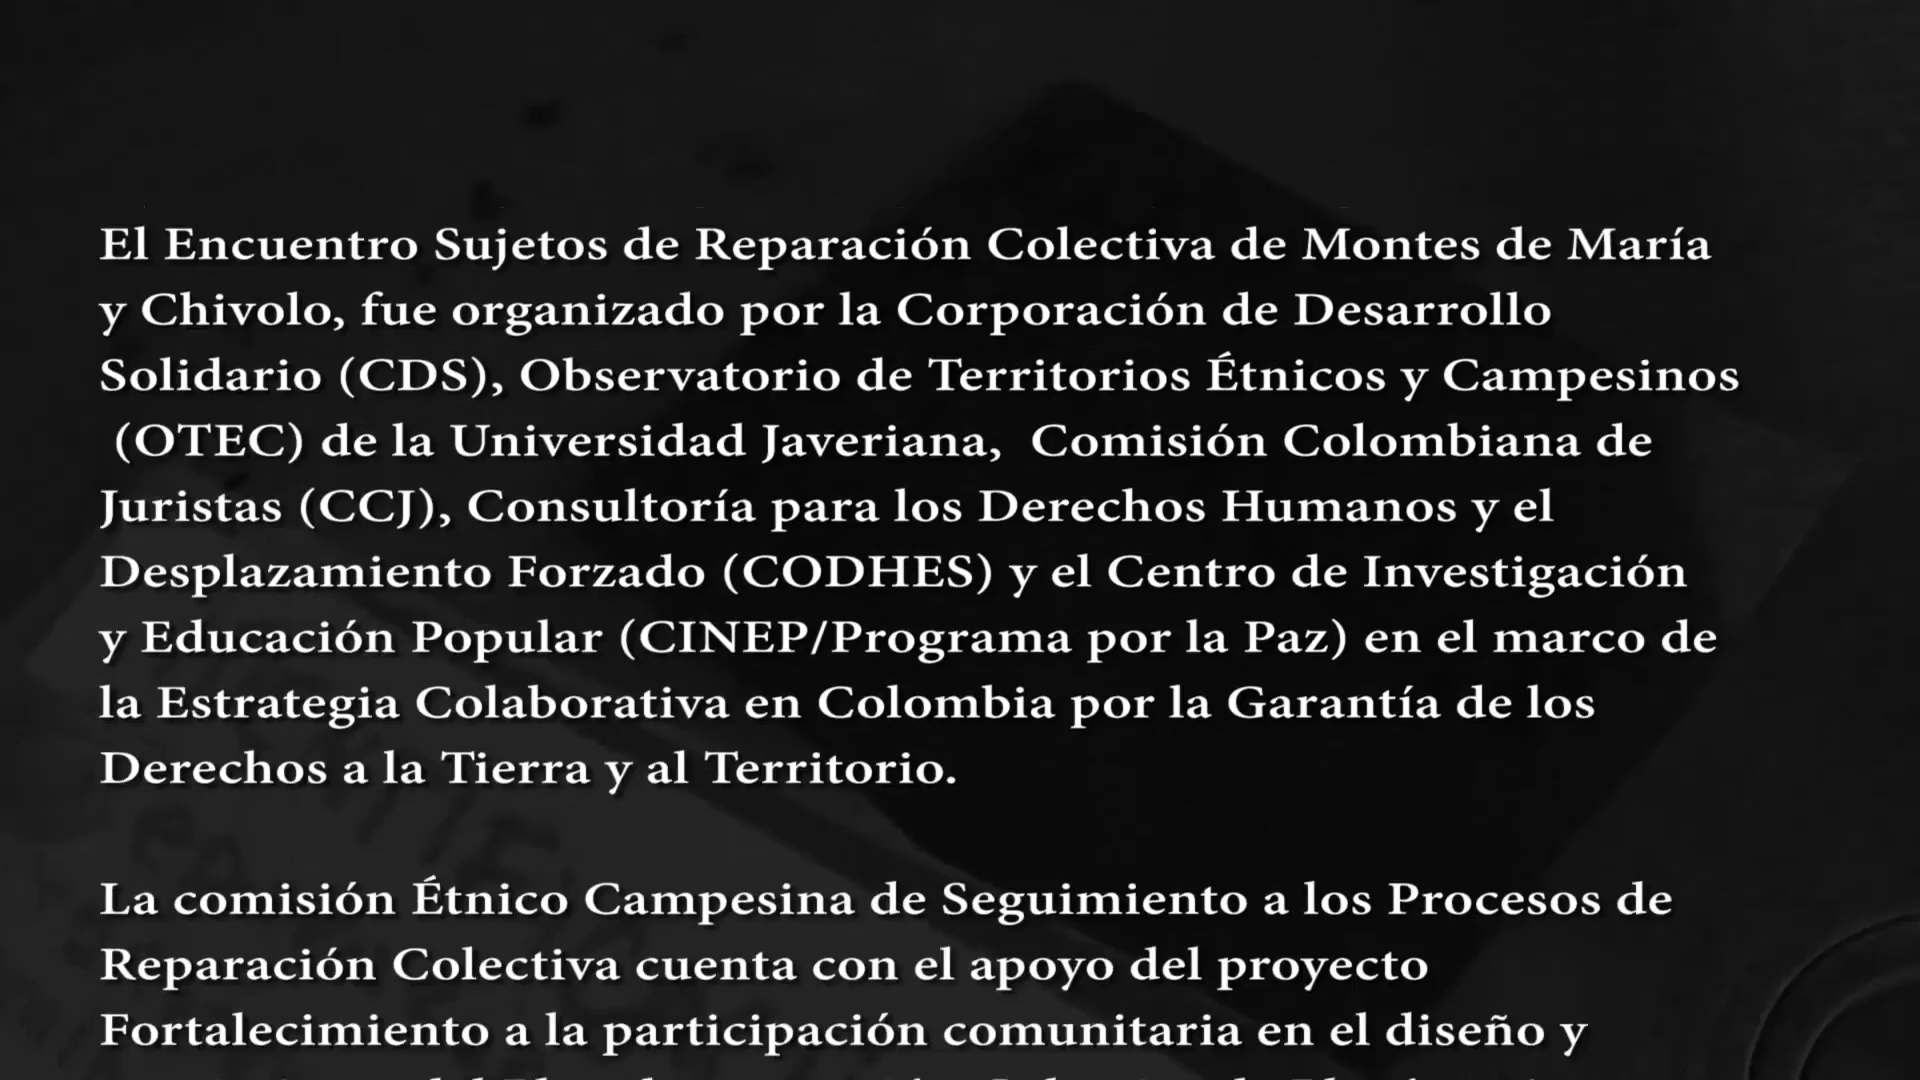 El Encuentro Sujetos de Reparación Colectiva de Montes de María
y Chivolo, fue organizado por la Corporación de Desarrollo
Solidario (CDS), Observatorio de Territorios Étnicos y Campesinos
(OTEC) de la Universidad Javeriana, Comisión Colombiana de
Juristas (CCJ), Consultoría para los Derechos Humanos y el
Desplazamiento Forzado (CODHES) y el Centro de Investigación
y Educación Popular (CINEP/Programa por la Paz) en el marco de
la Estrategia Colaborativa en Colombia por la Garantía de los
Derechos a la Tierra y al Territorio.
La comisión Étnico Campesina de Seguimiento a los Procesos de
Reparación Colectiva cuenta con el apoyo del proyecto
Fortalecimiento a la participación comunitaria en el diseño y